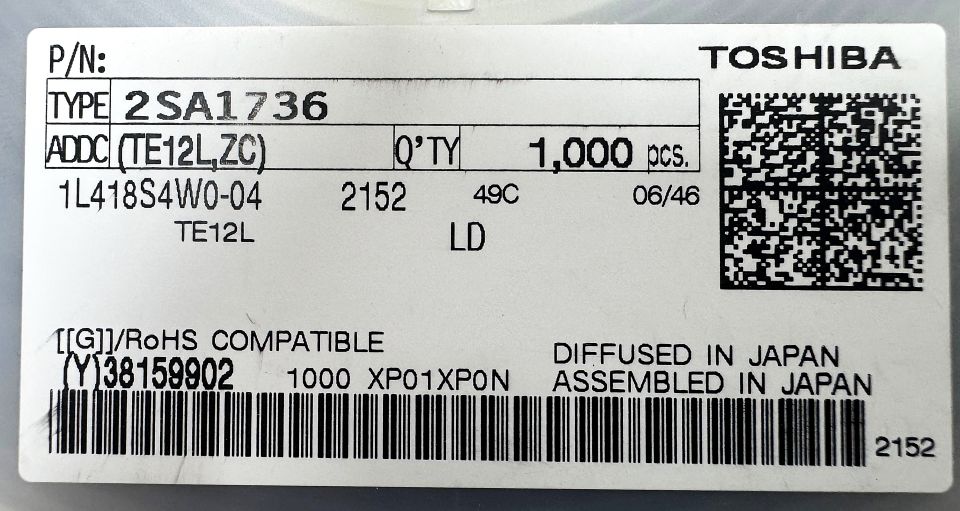 P/N:
TOSHIBA
TYPE 2SA1736
ADDC (TE12L,ZC) Q'TY 1,000 pcs.
1L418S4W0-04 2152 49C 06/46
TE12L LD
[[G]]/RoHS COMPATIBLE
DIFFUSED IN JAPAN
(Y)38159902 1000 XP01XP0N ASSEMBLED IN JAPAN
2152